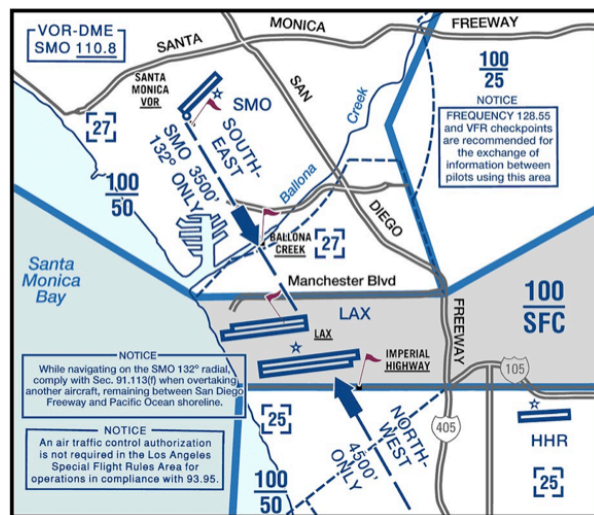 VOR-DME
SMO 110.8
SANTA
MONICA
FREEWAY
SANTA
MONICA
VOR
SMO
SAN
DIEGO
FREEWAY
100
25
NOTICE
FREQUENCY 128.55
and VFR checkpoints
are recommended for
the exchange of
information between
pilots using this area
27
SOUTH-
EAST
SMO 3500'
132° ONLY
Ballona
Creek
100
50
BALLONA
CREEK
27
Santa
Monica
Bay
Manchester Blvd
LAX
LAX
100
SFC
NOTICE
While navigating on the SMO 132° radial,
comply with Sec. 91.113(f) when overtaking
another aircraft, remaining between San Diego
Freeway and Pacific Ocean shoreline.
IMPERIAL
HIGHWAY
105
NOTICE
An air traffic control authorization
is not required in the Los Angeles
Special Flight Rules Area for
operations in compliance with 93.95.
25
NORTH-
WEST
4500'
ONLY
405
HHR
25
100
50